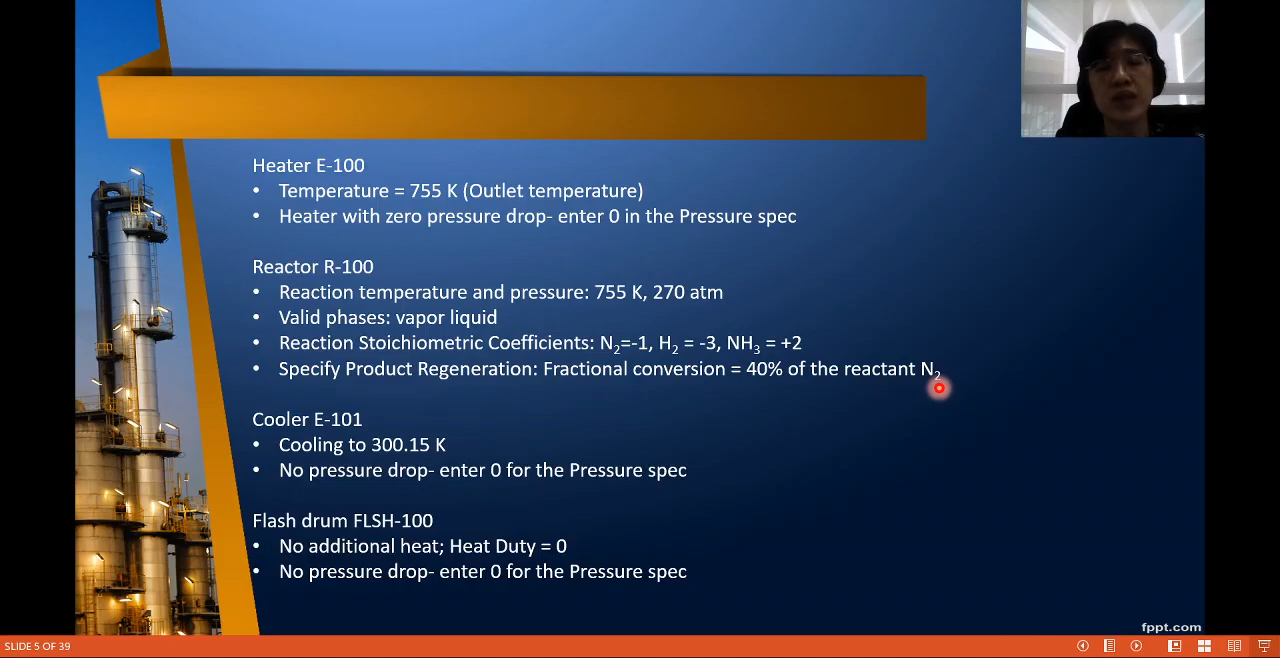 Heater E-100
• Temperature = 755 K (Outlet temperature)
• Heater with zero pressure drop- enter 0 in the Pressure spec
Reactor R-100
• Reaction temperature and pressure: 755 K, 270 atm
• Valid phases: vapor liquid
• Reaction Stoichiometric Coefficients: N₂=-1, H₂ = -3, NH₃ = +2
• Specify Product Regeneration: Fractional conversion = 40% of the reactant N₂
Cooler E-101
• Cooling to 300.15 K
• No pressure drop- enter 0 for the Pressure spec
Flash drum FLSH-100
• No additional heat; Heat Duty = 0
• No pressure drop- enter 0 for the Pressure spec
fppt.com
SLIDE 5 OF 39